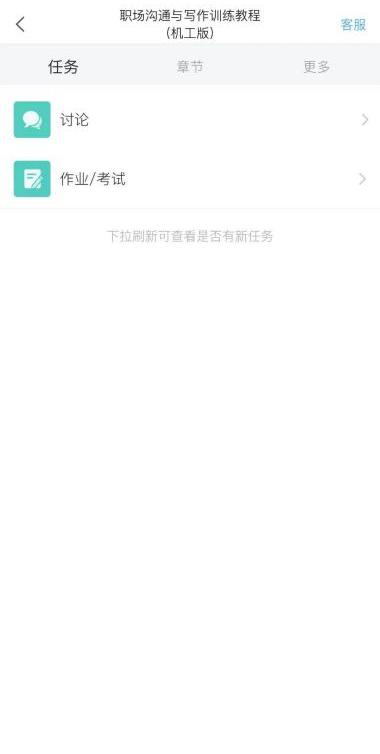 职场沟通与写作训练教程
(机工版)
客服
任务
章节
更多
讨论
作业/考试
下拉刷新可查看是否有新任务